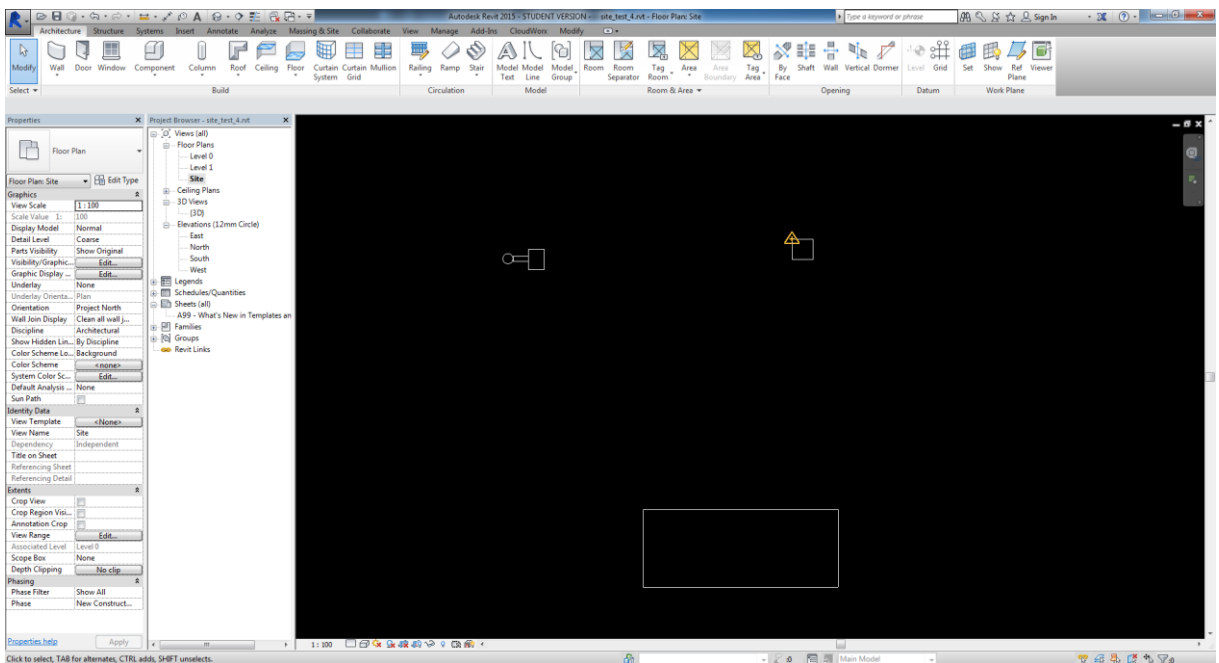 Autodesk Revit 2015 - STUDENT VERSION - site_test_4.rvt - Floor Plan: Site
Type a keyword or phrase
Sign In
Architecture Structure Systems Insert Annotate Analyze Massing & Site Collaborate View Manage Add-Ins CloudWorx Modify
Modify Wall Door Window Component Column Roof Ceiling Floor Curtain System Curtain Grid Mullion Railing Ramp Stair Model Text Model Line Model Group Room Room Separator Tag Room Area Area Boundary Tag Area By Face Shaft Wall Vertical Dormer Level Grid Set Show Ref Plane Viewer
Select Build Circulation Model Room & Area Opening Datum Work Plane
Properties
Floor Plan
Floor Plan: Site Edit Type
Graphics
View Scale 1 : 100
Scale Value 1: 100
Display Model Normal
Detail Level Coarse
Parts Visibility Show Original
Visibility/Graphic... Edit...
Graphic Display ... Edit...
Underlay None
Underlay Orienta... Plan
Orientation Project North
Wall Join Display Clean all wall j...
Discipline Architectural
Show Hidden Lin... By Discipline
Color Scheme Lo... Background
Color Scheme <none>
System Color Sc... Edit...
Default Analysis ... None
Sun Path
Identity Data
View Template <None>
View Name Site
Dependency Independent
Title on Sheet
Referencing Sheet
Referencing Detail
Extents
Crop View
Crop Region Visi...
Annotation Crop
View Range Edit...
Associated Level Level 0
Scope Box None
Depth Clipping No clip
Phasing
Phase Filter Show All
Phase New Construct...
Properties help Apply
Project Browser - site_test_4.rvt
Views (all)
Floor Plans
Level 0
Level 1
Site
Ceiling Plans
3D Views
{3D}
Elevations (12mm Circle)
East
North
South
West
Legends
Schedules/Quantities
Sheets (all)
A99 - What's New in Templates an
Families
Groups
Revit Links
1 : 100
Click to select, TAB for alternates, CTRL adds, SHIFT unselects.
:0 Main Model :0